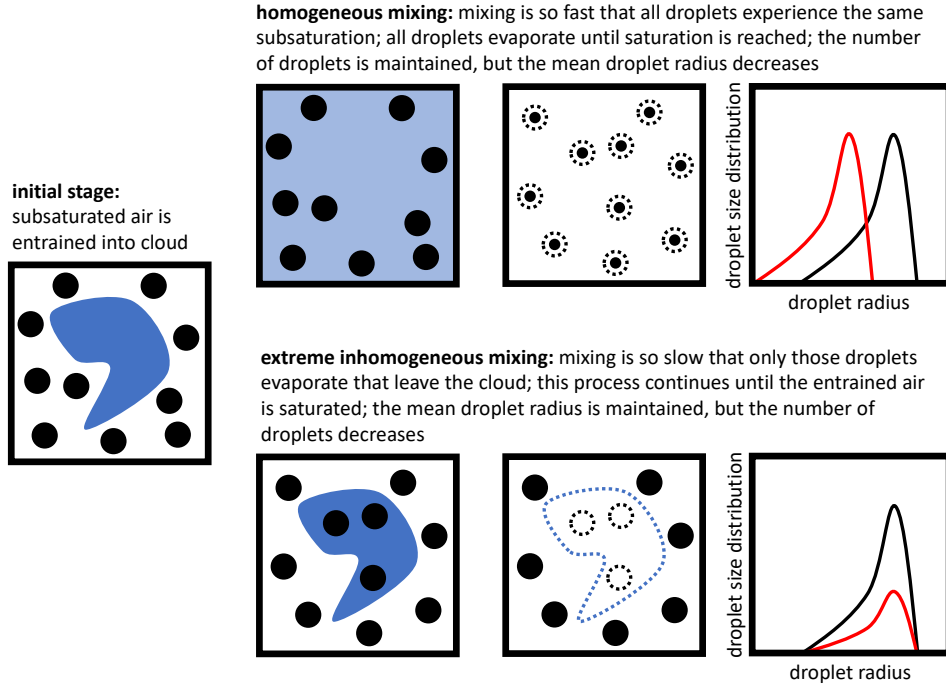 homogeneous mixing: mixing is so fast that all droplets experience the same
subsaturation; all droplets evaporate until saturation is reached; the number
of droplets is maintained, but the mean droplet radius decreases
droplet size distribution
droplet radius
initial stage:
subsaturated air is
entrained into cloud
extreme inhomogeneous mixing: mixing is so slow that only those droplets
evaporate that leave the cloud; this process continues until the entrained air
is saturated; the mean droplet radius is maintained, but the number of
droplets decreases
droplet size distribution
droplet radius